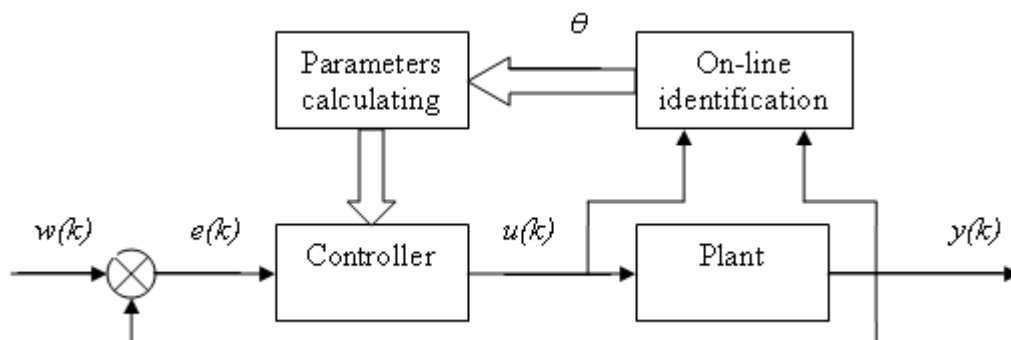 θ
Parameters
calculating
On-line
identification
w(k)
e(k)
Controller
u(k)
Plant
y(k)